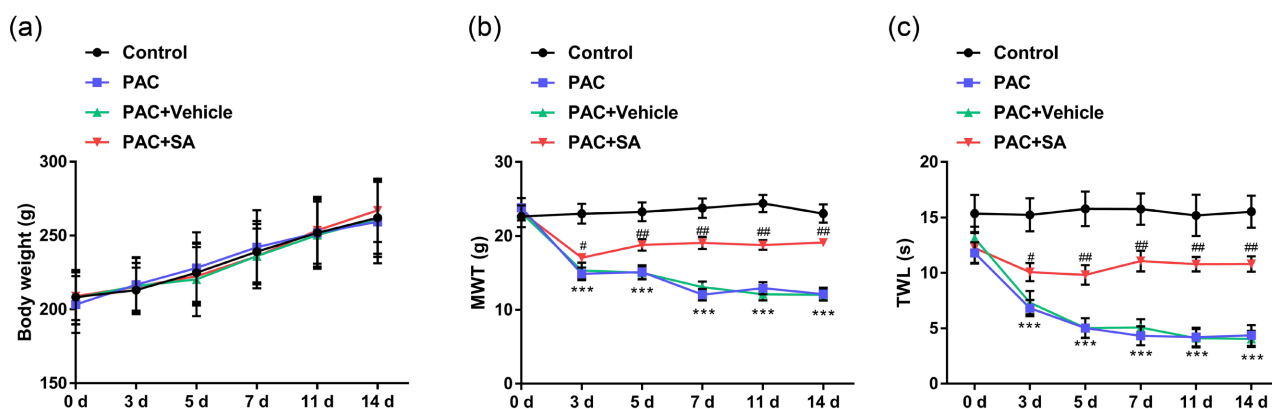 (a)
Control
PAC
PAC+Vehicle
PAC+SA
300
250
200
150
Body weight (g)
0 d 3 d 5 d 7 d 11 d 14 d
(b)
Control
PAC
PAC+Vehicle
PAC+SA
30
20
10
0
MWT (g)
# ## ## ## ##
*** *** *** *** ***
0 d 3 d 5 d 7 d 11 d 14 d
(c)
Control
PAC
PAC+Vehicle
PAC+SA
20
15
10
5
0
TWL (s)
# ## ## ## ##
*** *** *** *** ***
0 d 3 d 5 d 7 d 11 d 14 d